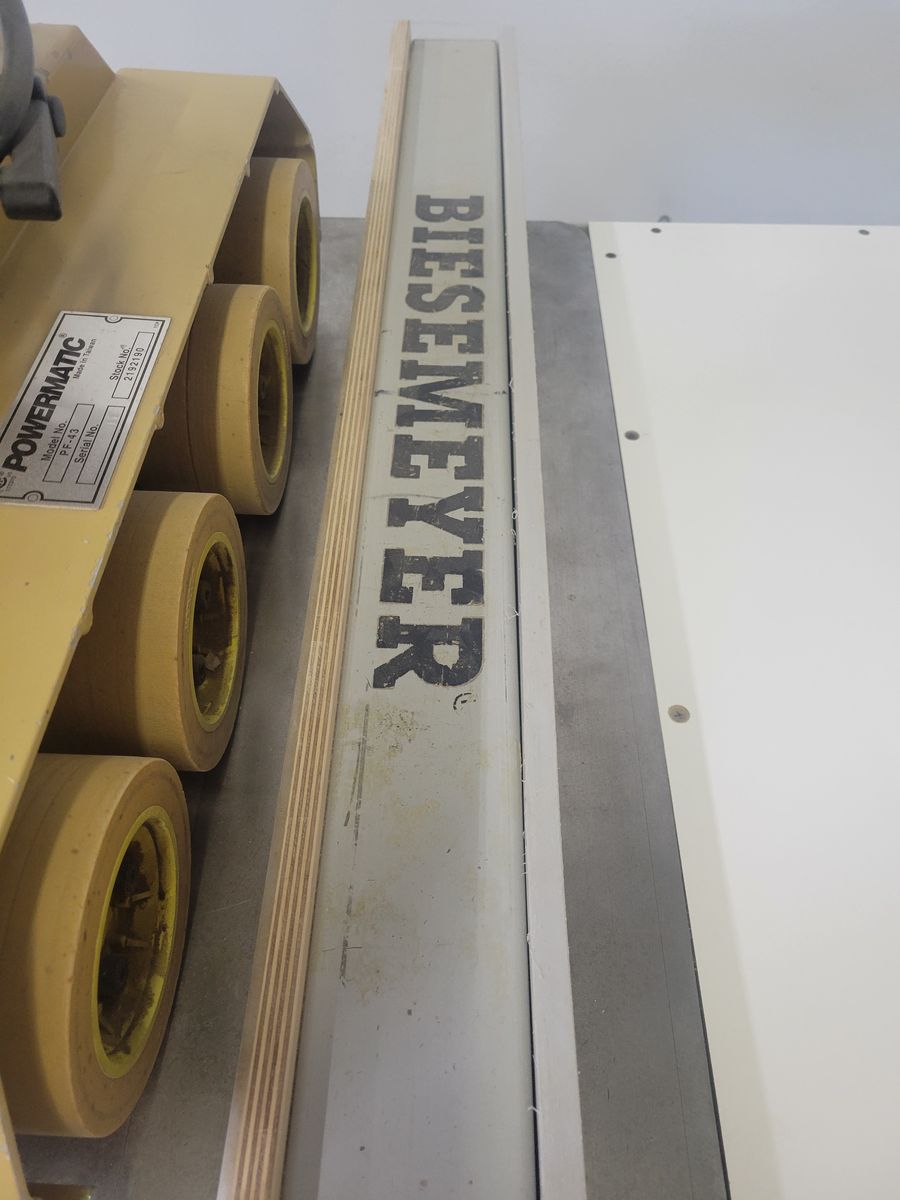 POWERMATIC®
Made in Taiwan
Model No.
PF-43
Stock No.
2192190
Serial No.
BIESEMEYER®